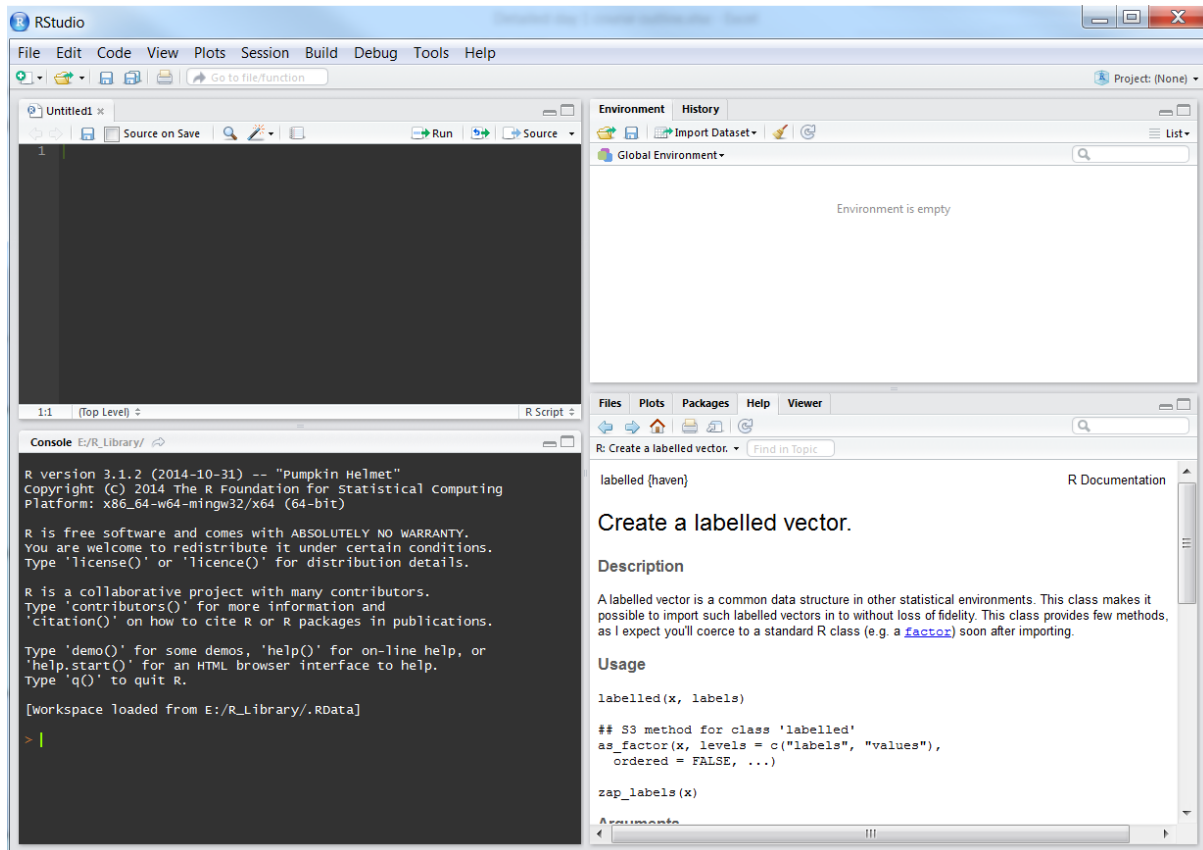 RStudio
File Edit Code View Plots Session Build Debug Tools Help
Go to file/function
Project: (None)
Untitled1
Source on Save
Run
Source
1
1:1
(Top Level)
R Script
Console E:/R_Library/
R version 3.1.2 (2014-10-31) -- "Pumpkin Helmet"
Copyright (C) 2014 The R Foundation for Statistical Computing
Platform: x86_64-w64-mingw32/x64 (64-bit)
R is free software and comes with ABSOLUTELY NO WARRANTY.
You are welcome to redistribute it under certain conditions.
Type 'license()' or 'licence()' for distribution details.
R is a collaborative project with many contributors.
Type 'contributors()' for more information and
'citation()' on how to cite R or R packages in publications.
Type 'demo()' for some demos, 'help()' for on-line help, or
'help.start()' for an HTML browser interface to help.
Type 'q()' to quit R.
[Workspace loaded from E:/R_Library/.RData]
>
Environment History
Import Dataset
List
Global Environment
Environment is empty
Files Plots Packages Help Viewer
R: Create a labelled vector.
Find in Topic
labelled {haven}
R Documentation
Create a labelled vector.
Description
A labelled vector is a common data structure in other statistical environments. This class makes it
possible to import such labelled vectors in to without loss of fidelity. This class provides few methods,
as I expect you'll coerce to a standard R class (e.g. a factor) soon after importing.
Usage
labelled(x, labels)
## S3 method for class 'labelled'
as_factor(x, levels = c("labels", "values"),
ordered = FALSE, ...)
zap_labels(x)
Arguments